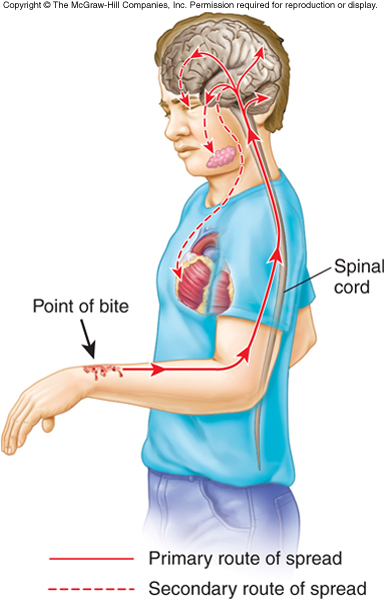 Copyright © The McGraw-Hill Companies, Inc. Permission required for reproduction or display.
Spinal
cord
Point of bite
Primary route of spread
Secondary route of spread